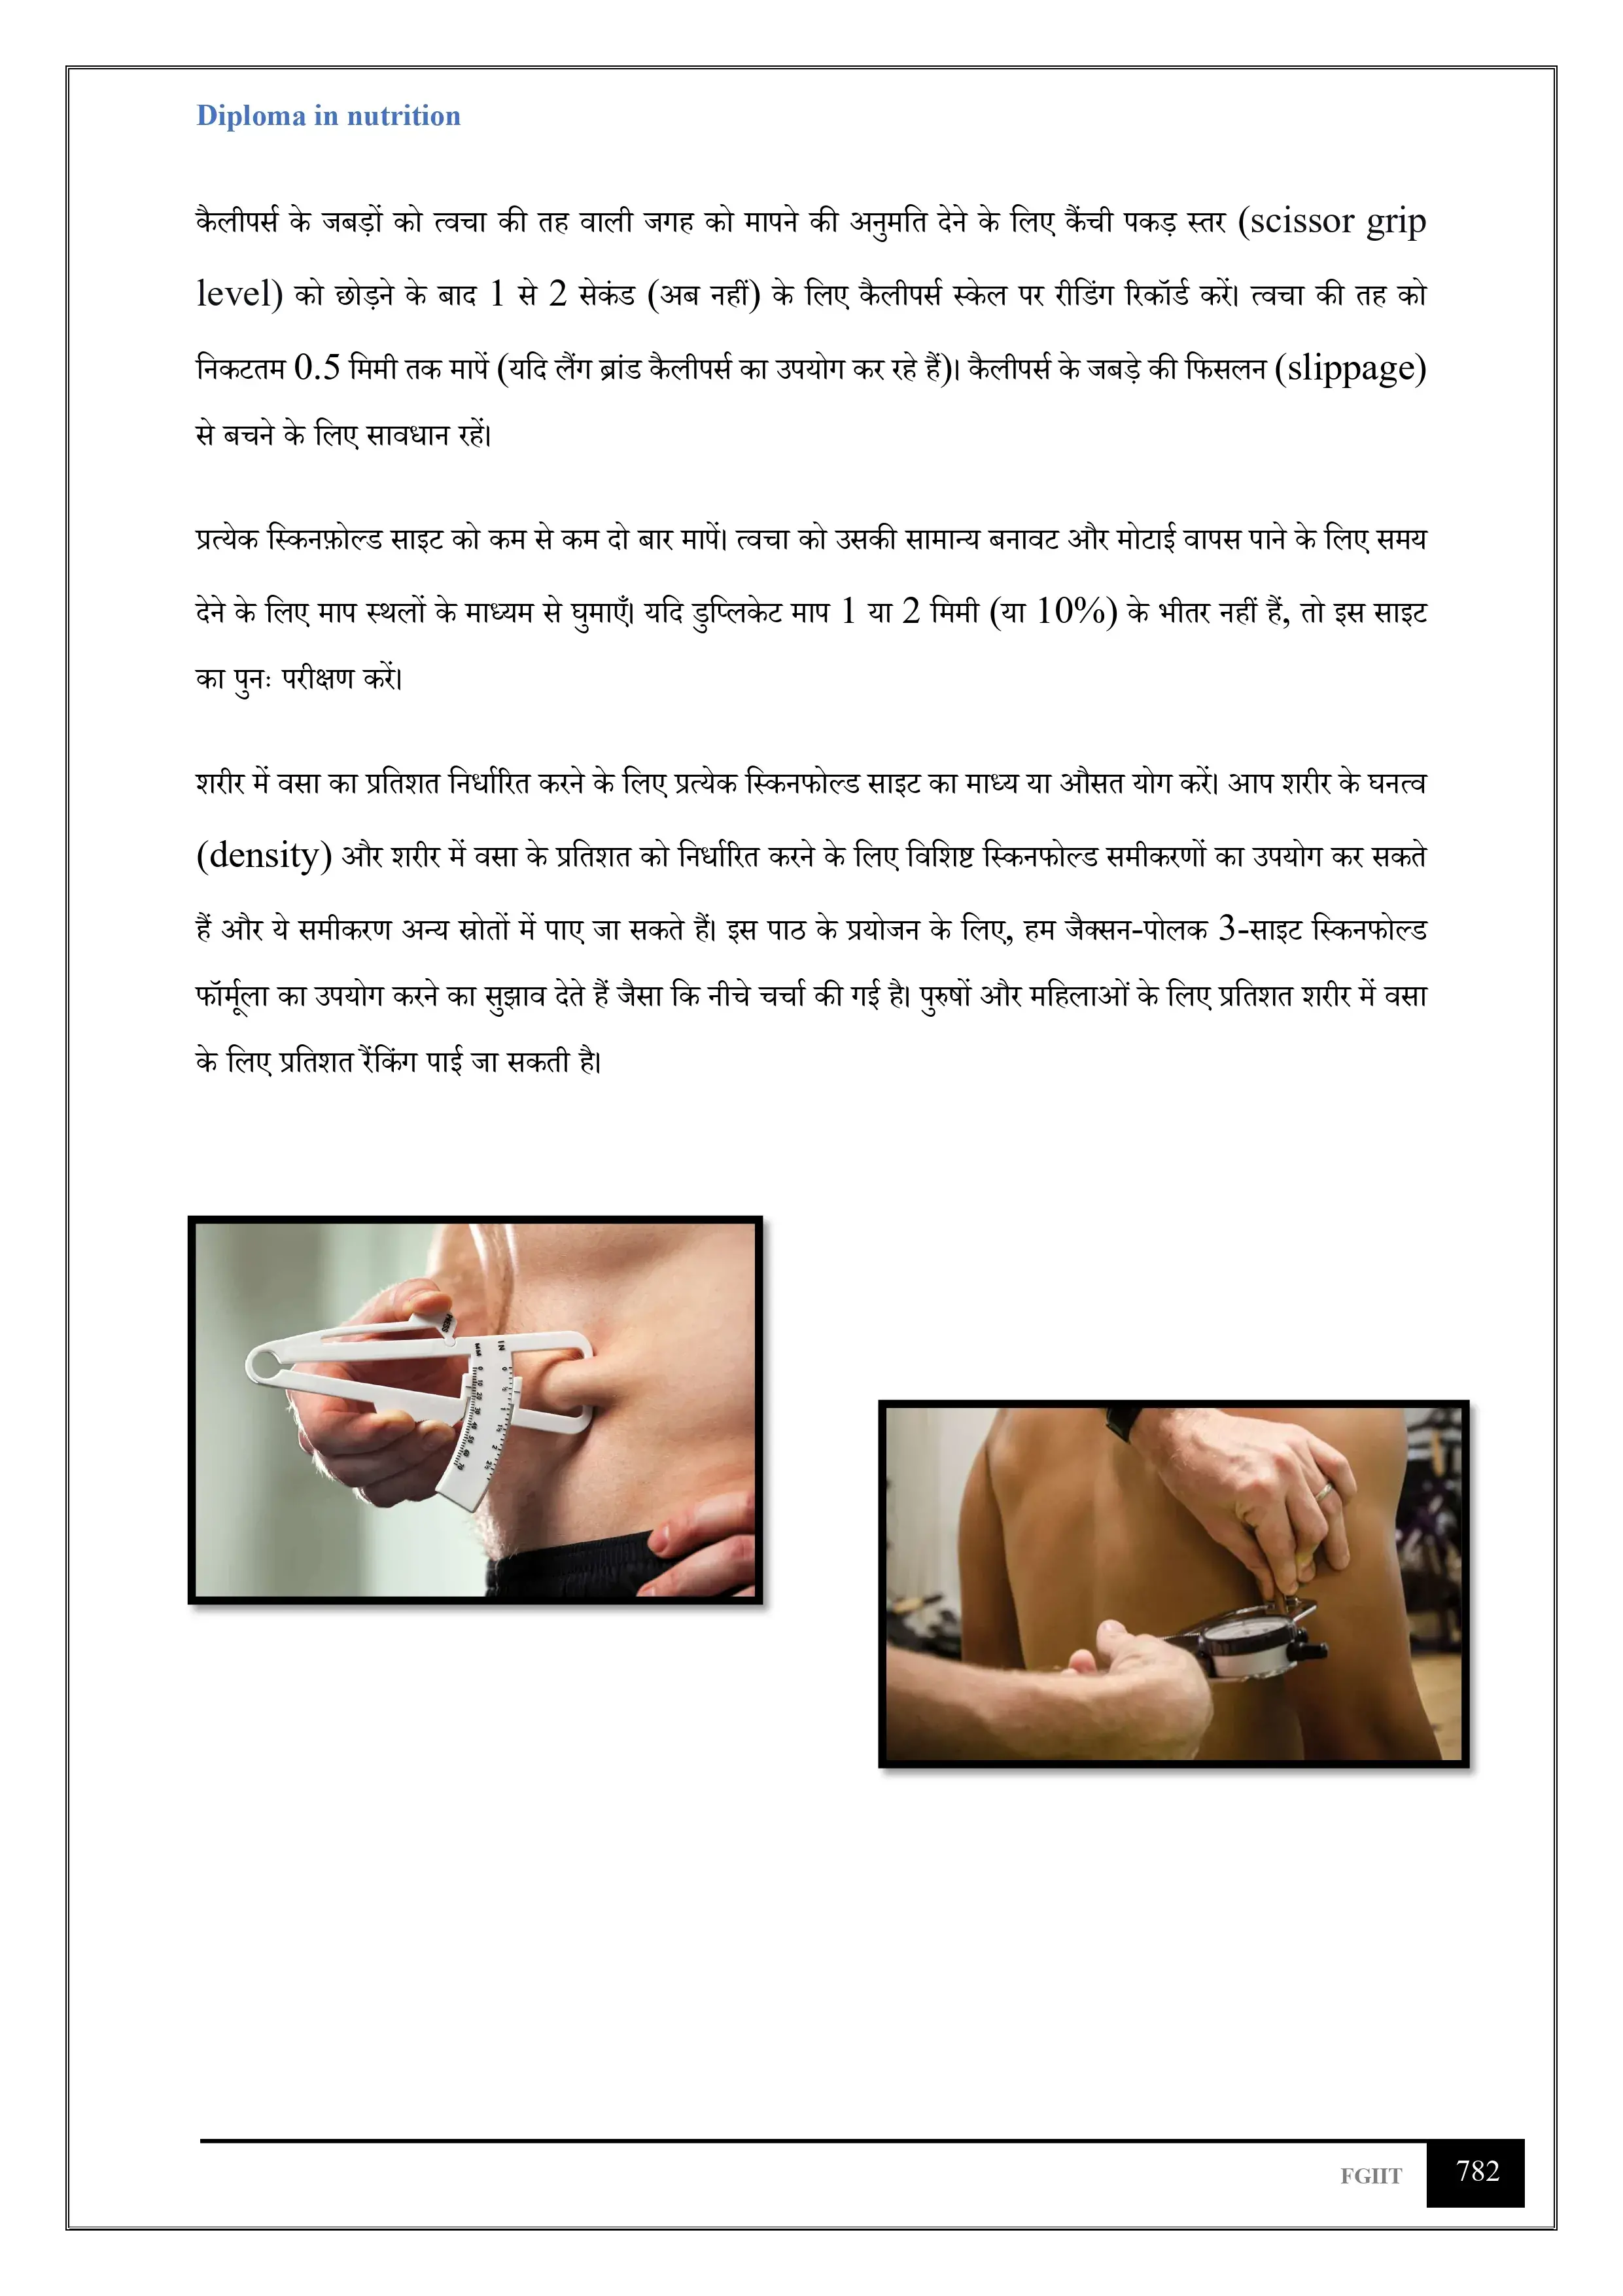 Diploma in nutrition
कैलीपर्स के जबड़ों को त्वचा की तह वाली जगह को मापने की अनुमति देने के लिए कैंची पकड़ स्तर (scissor grip
level) को छोड़ने के बाद 1 से 2 सेकंड (अब नहीं) के लिए कैलीपर्स स्केल पर रीडिंग रिकॉर्ड करें। त्वचा की तह को
निकटतम 0.5 मिमी तक मापें (यदि लैंग ब्रांड कैलीपर्स का उपयोग कर रहे हैं)। कैलीपर्स के जबड़े की फिसलन (slippage)
से बचने के लिए सावधान रहें।
प्रत्येक स्किनफ़ोल्ड साइट को कम से कम दो बार मापें। त्वचा को उसकी सामान्य बनावट और मोटाई वापस पाने के लिए समय
देने के लिए माप स्थलों के माध्यम से घुमाएँ। यदि डुप्लिकेट माप 1 या 2 मिमी (या 10%) के भीतर नहीं हैं, तो इस साइट
का पुनः परीक्षण करें।
शरीर में वसा का प्रतिशत निर्धारित करने के लिए प्रत्येक स्किनफोल्ड साइट का माध्य या औसत योग करें। आप शरीर के घनत्व
(density) और शरीर में वसा के प्रतिशत को निर्धारित करने के लिए विशिष्ट स्किनफोल्ड समीकरणों का उपयोग कर सकते
हैं और ये समीकरण अन्य स्रोतों में पाए जा सकते हैं। इस पाठ के प्रयोजन के लिए, हम जैक्सन-पोलक 3-साइट स्किनफोल्ड
फॉर्मूला का उपयोग करने का सुझाव देते हैं जैसा कि नीचे चर्चा की गई है। पुरुषों और महिलाओं के लिए प्रतिशत शरीर में वसा
के लिए प्रतिशत रैंकिंग पाई जा सकती है।
PRESS
MM
IN
FGIIT 782